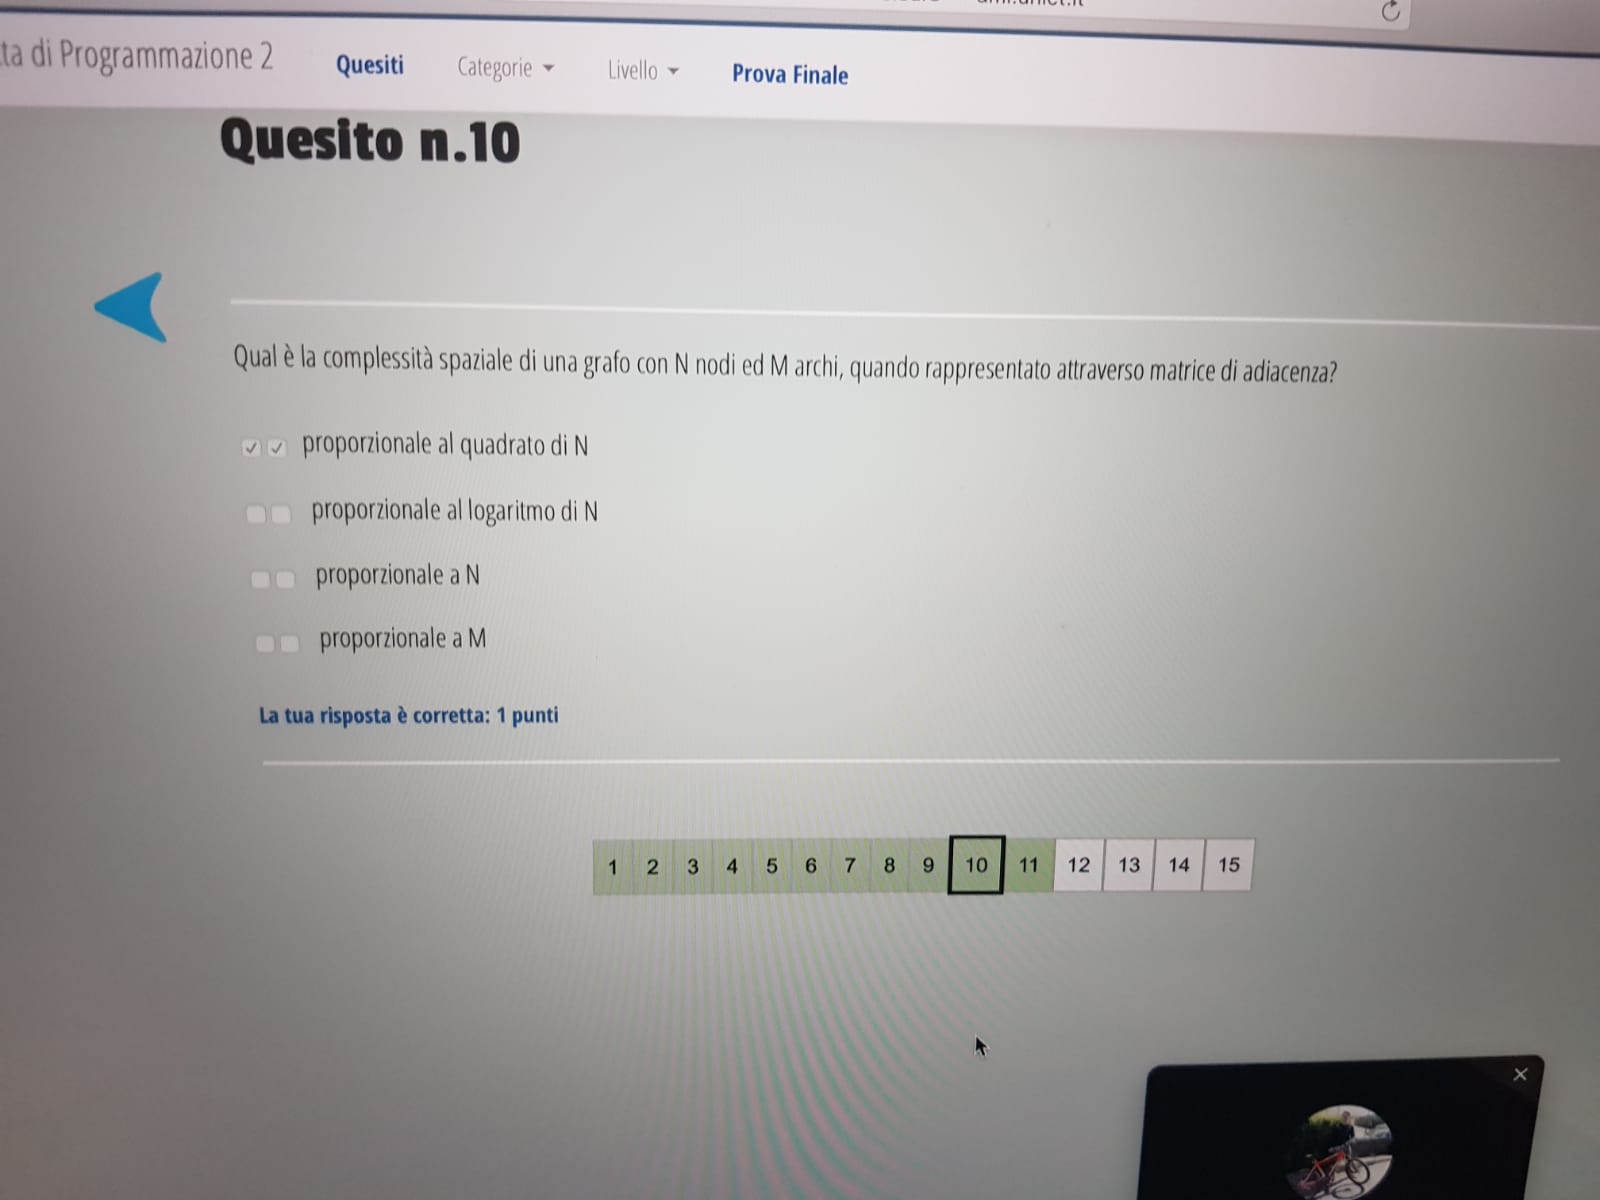 di Programmazione 2 Quesiti Categorie Livello Prova Finale
Quesito n.10
Qual è la complessità spaziale di una grafo con N nodi ed M archi, quando rappresentato attraverso matrice di adiacenza?
proporzionale al quadrato di N
proporzionale al logaritmo di N
proporzionale a N
proporzionale a M
La tua risposta è corretta: 1 punti
1 2 3 4 5 6 7 8 9 10 11 12 13 14 15